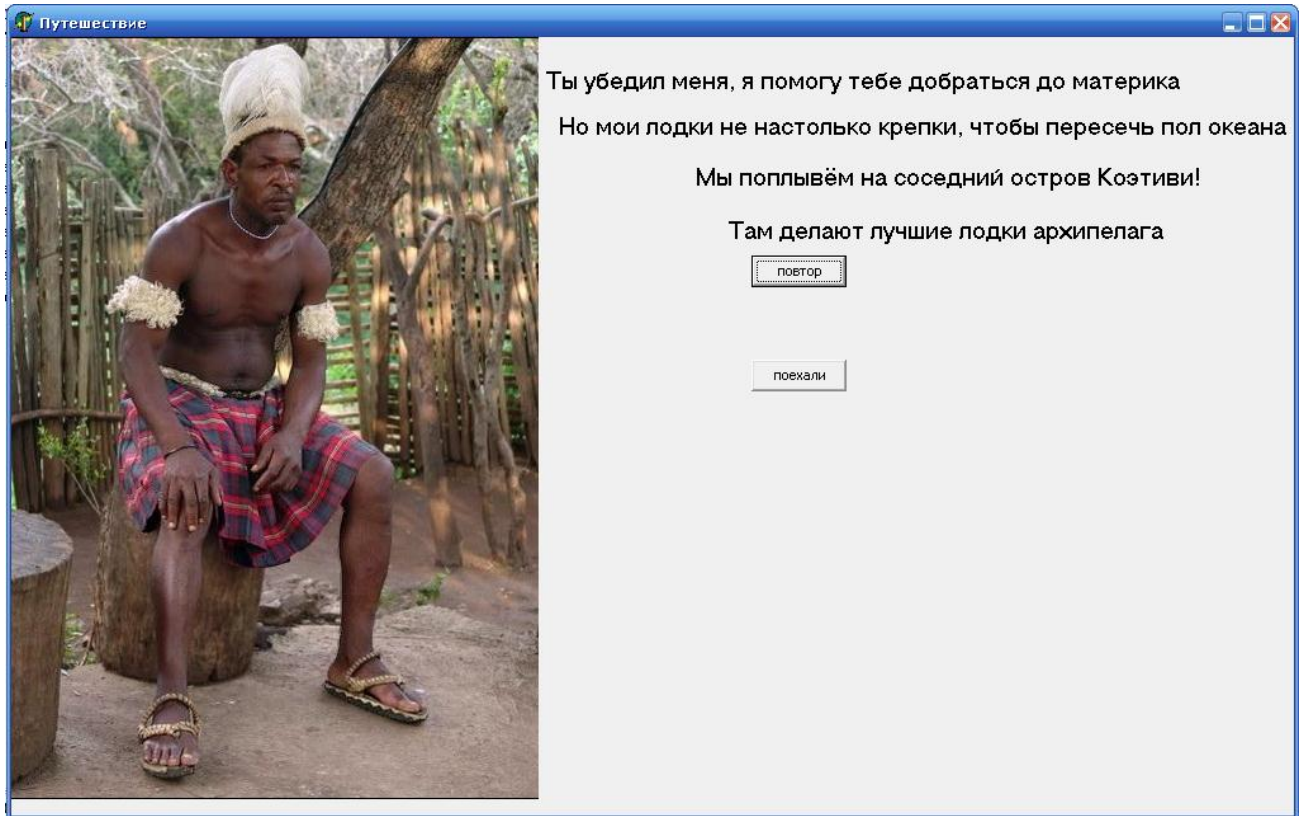 Путешествие
Ты убедил меня, я помогу тебе добраться до материка
Но мои лодки не настолько крепки, чтобы пересечь пол океана
Мы поплывём на соседний остров Коэтиви!
Там делают лучшие лодки архипелага
повтор
поехали